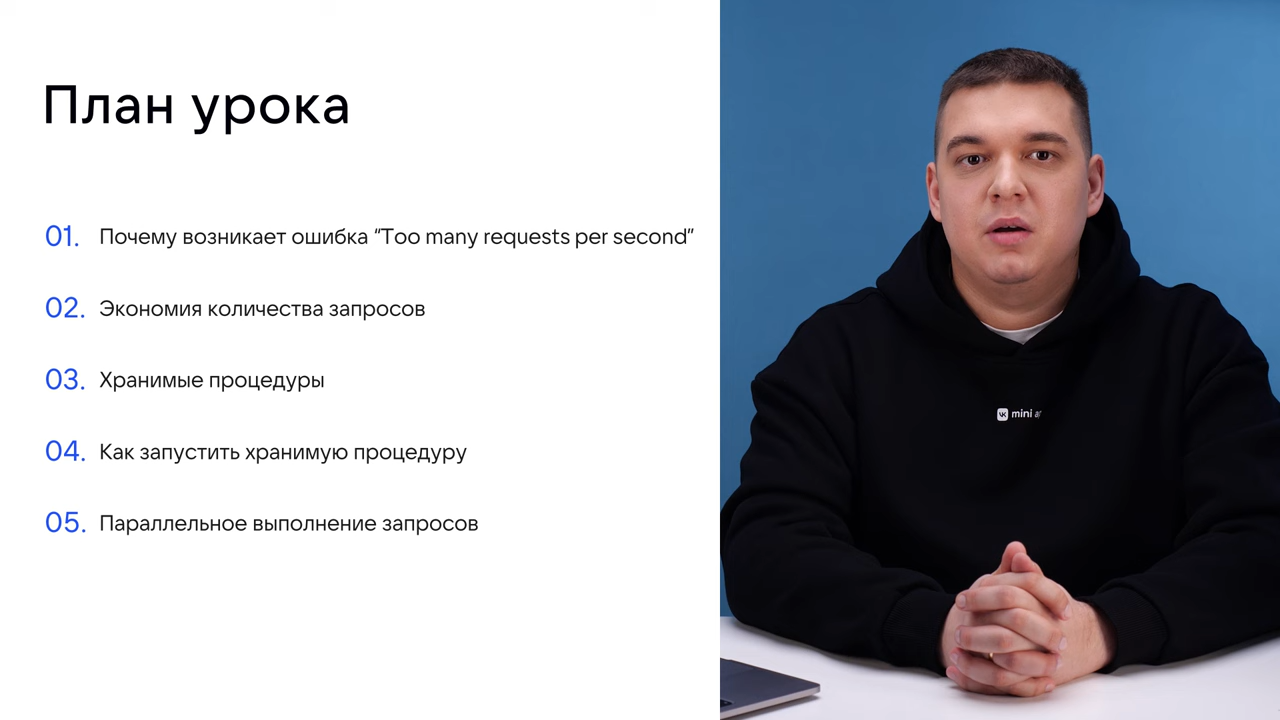 План урока
01. Почему возникает ошибка “Too many requests per second”
02. Экономия количества запросов
03. Хранимые процедуры
04. Как запустить хранимую процедуру
05. Параллельное выполнение запросов
mini